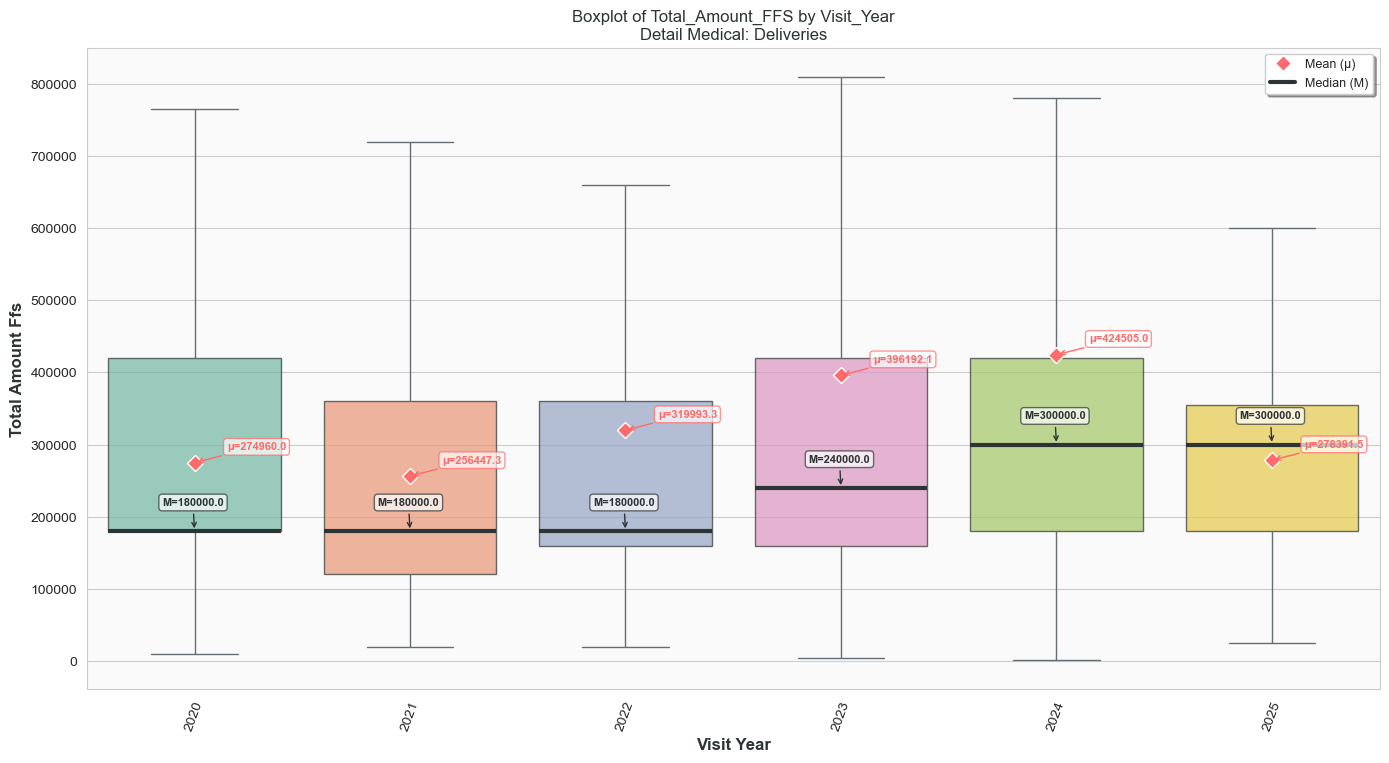 Boxplot of Total_Amount_FFS by Visit_Year
Detail Medical: Deliveries
Mean (μ)
Median (M)
Total Amount Ffs
800000
700000
600000
500000
400000
300000
200000
100000
0
μ=274960.0
M=180000.0
μ=256447.3
M=180000.0
μ=319993.3
M=180000.0
μ=396192.1
M=240000.0
μ=424505.0
M=300000.0
M=300000.0
μ=278391.5
2020
2021
2022
2023
2024
2025
Visit Year